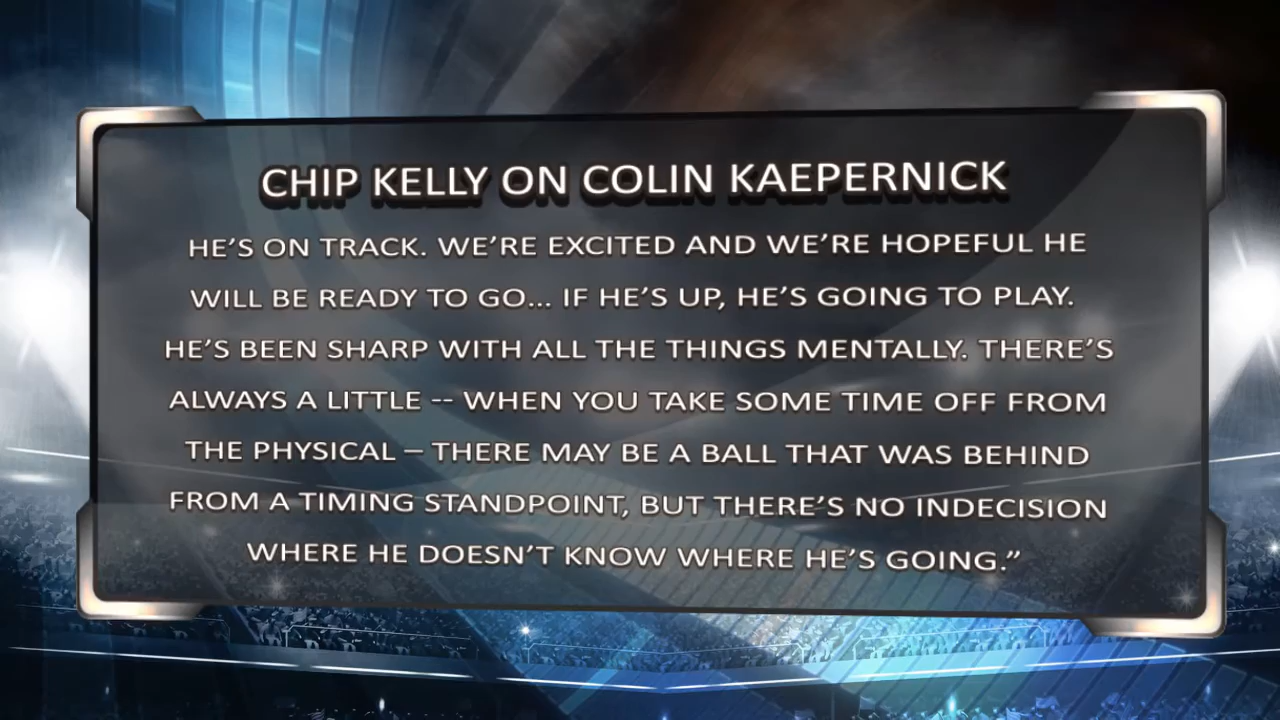 CHIP KELLY ON COLIN KAEPERNICK
HE’S ON TRACK. WE’RE EXCITED AND WE’RE HOPEFUL HE
WILL BE READY TO GO... IF HE’S UP, HE’S GOING TO PLAY.
HE’S BEEN SHARP WITH ALL THE THINGS MENTALLY. THERE’S
ALWAYS A LITTLE -- WHEN YOU TAKE SOME TIME OFF FROM
THE PHYSICAL – THERE MAY BE A BALL THAT WAS BEHIND
FROM A TIMING STANDPOINT, BUT THERE’S NO INDECISION
WHERE HE DOESN’T KNOW WHERE HE’S GOING.”